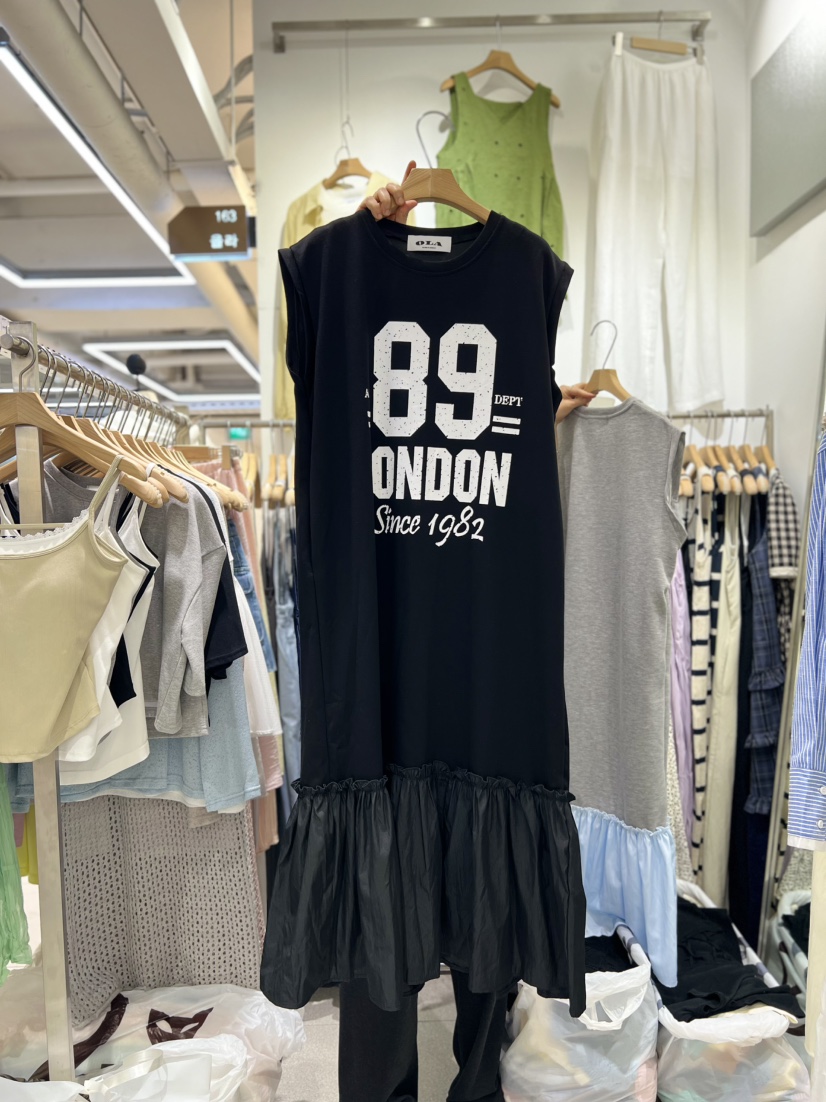 163
올라
OLA
89
DEPT
ONDON
Since 1982